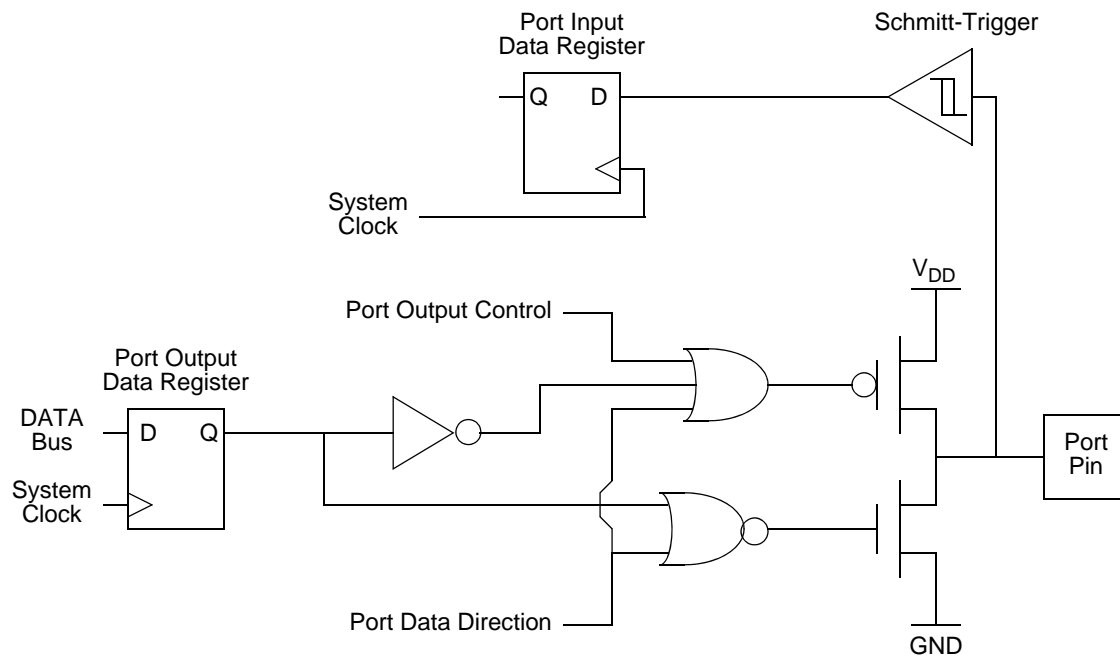 Port Input
Data Register
Schmitt-Trigger
Q
D
System
Clock
VDD
Port Output Control
Port Output
Data Register
DATA
Bus
D
Q
System
Clock
Port
Pin
Port Data Direction
GND